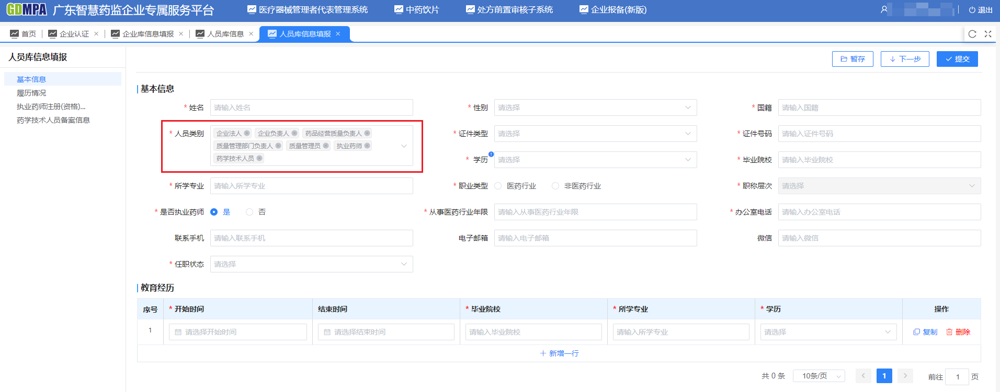 GDMPA 广东智慧药监企业专属服务平台 医疗器械管理者代表管理系统 中药饮片 处方前置审核子系统 企业报备(新版) 退出
首页 企业认证 × 企业库信息填报 × 人员库信息 × 人员库信息填报 ×
人员库信息填报
基本信息
履历情况
执业药师注册(资格)...
药学技术人员备案信息
暂存 下一步 提交
基本信息
* 姓名 请输入姓名 * 性别 请选择 * 国籍 请输入国籍
* 人员类别 企业法人 企业负责人 药品经营质量负责人
质量管理部门负责人 质量管理员 执业药师
药学技术人员
* 证件类型 请选择 * 证件号码 请输入证件号码
* 学历 请选择 * 毕业院校 请输入毕业院校
* 所学专业 请输入所学专业 * 职业类型 医药行业 非医药行业 * 职称层次 请选择
* 是否执业药师 是 否 * 从事医药行业年限 请输入从事医药行业年限 * 办公室电话 请输入办公室电话
联系手机 请输入联系手机 电子邮箱 请输入电子邮箱 微信 请输入微信
* 任职状态 请选择
教育经历
序号 * 开始时间 结束时间 * 毕业院校 * 所学专业 * 学历 操作
1 请选择开始时间 请选择结束时间 请输入毕业院校 请输入所学专业 请选择 复制 删除
+ 新增一行
共 0 条 10条/页 < 1 > 前往 1 页